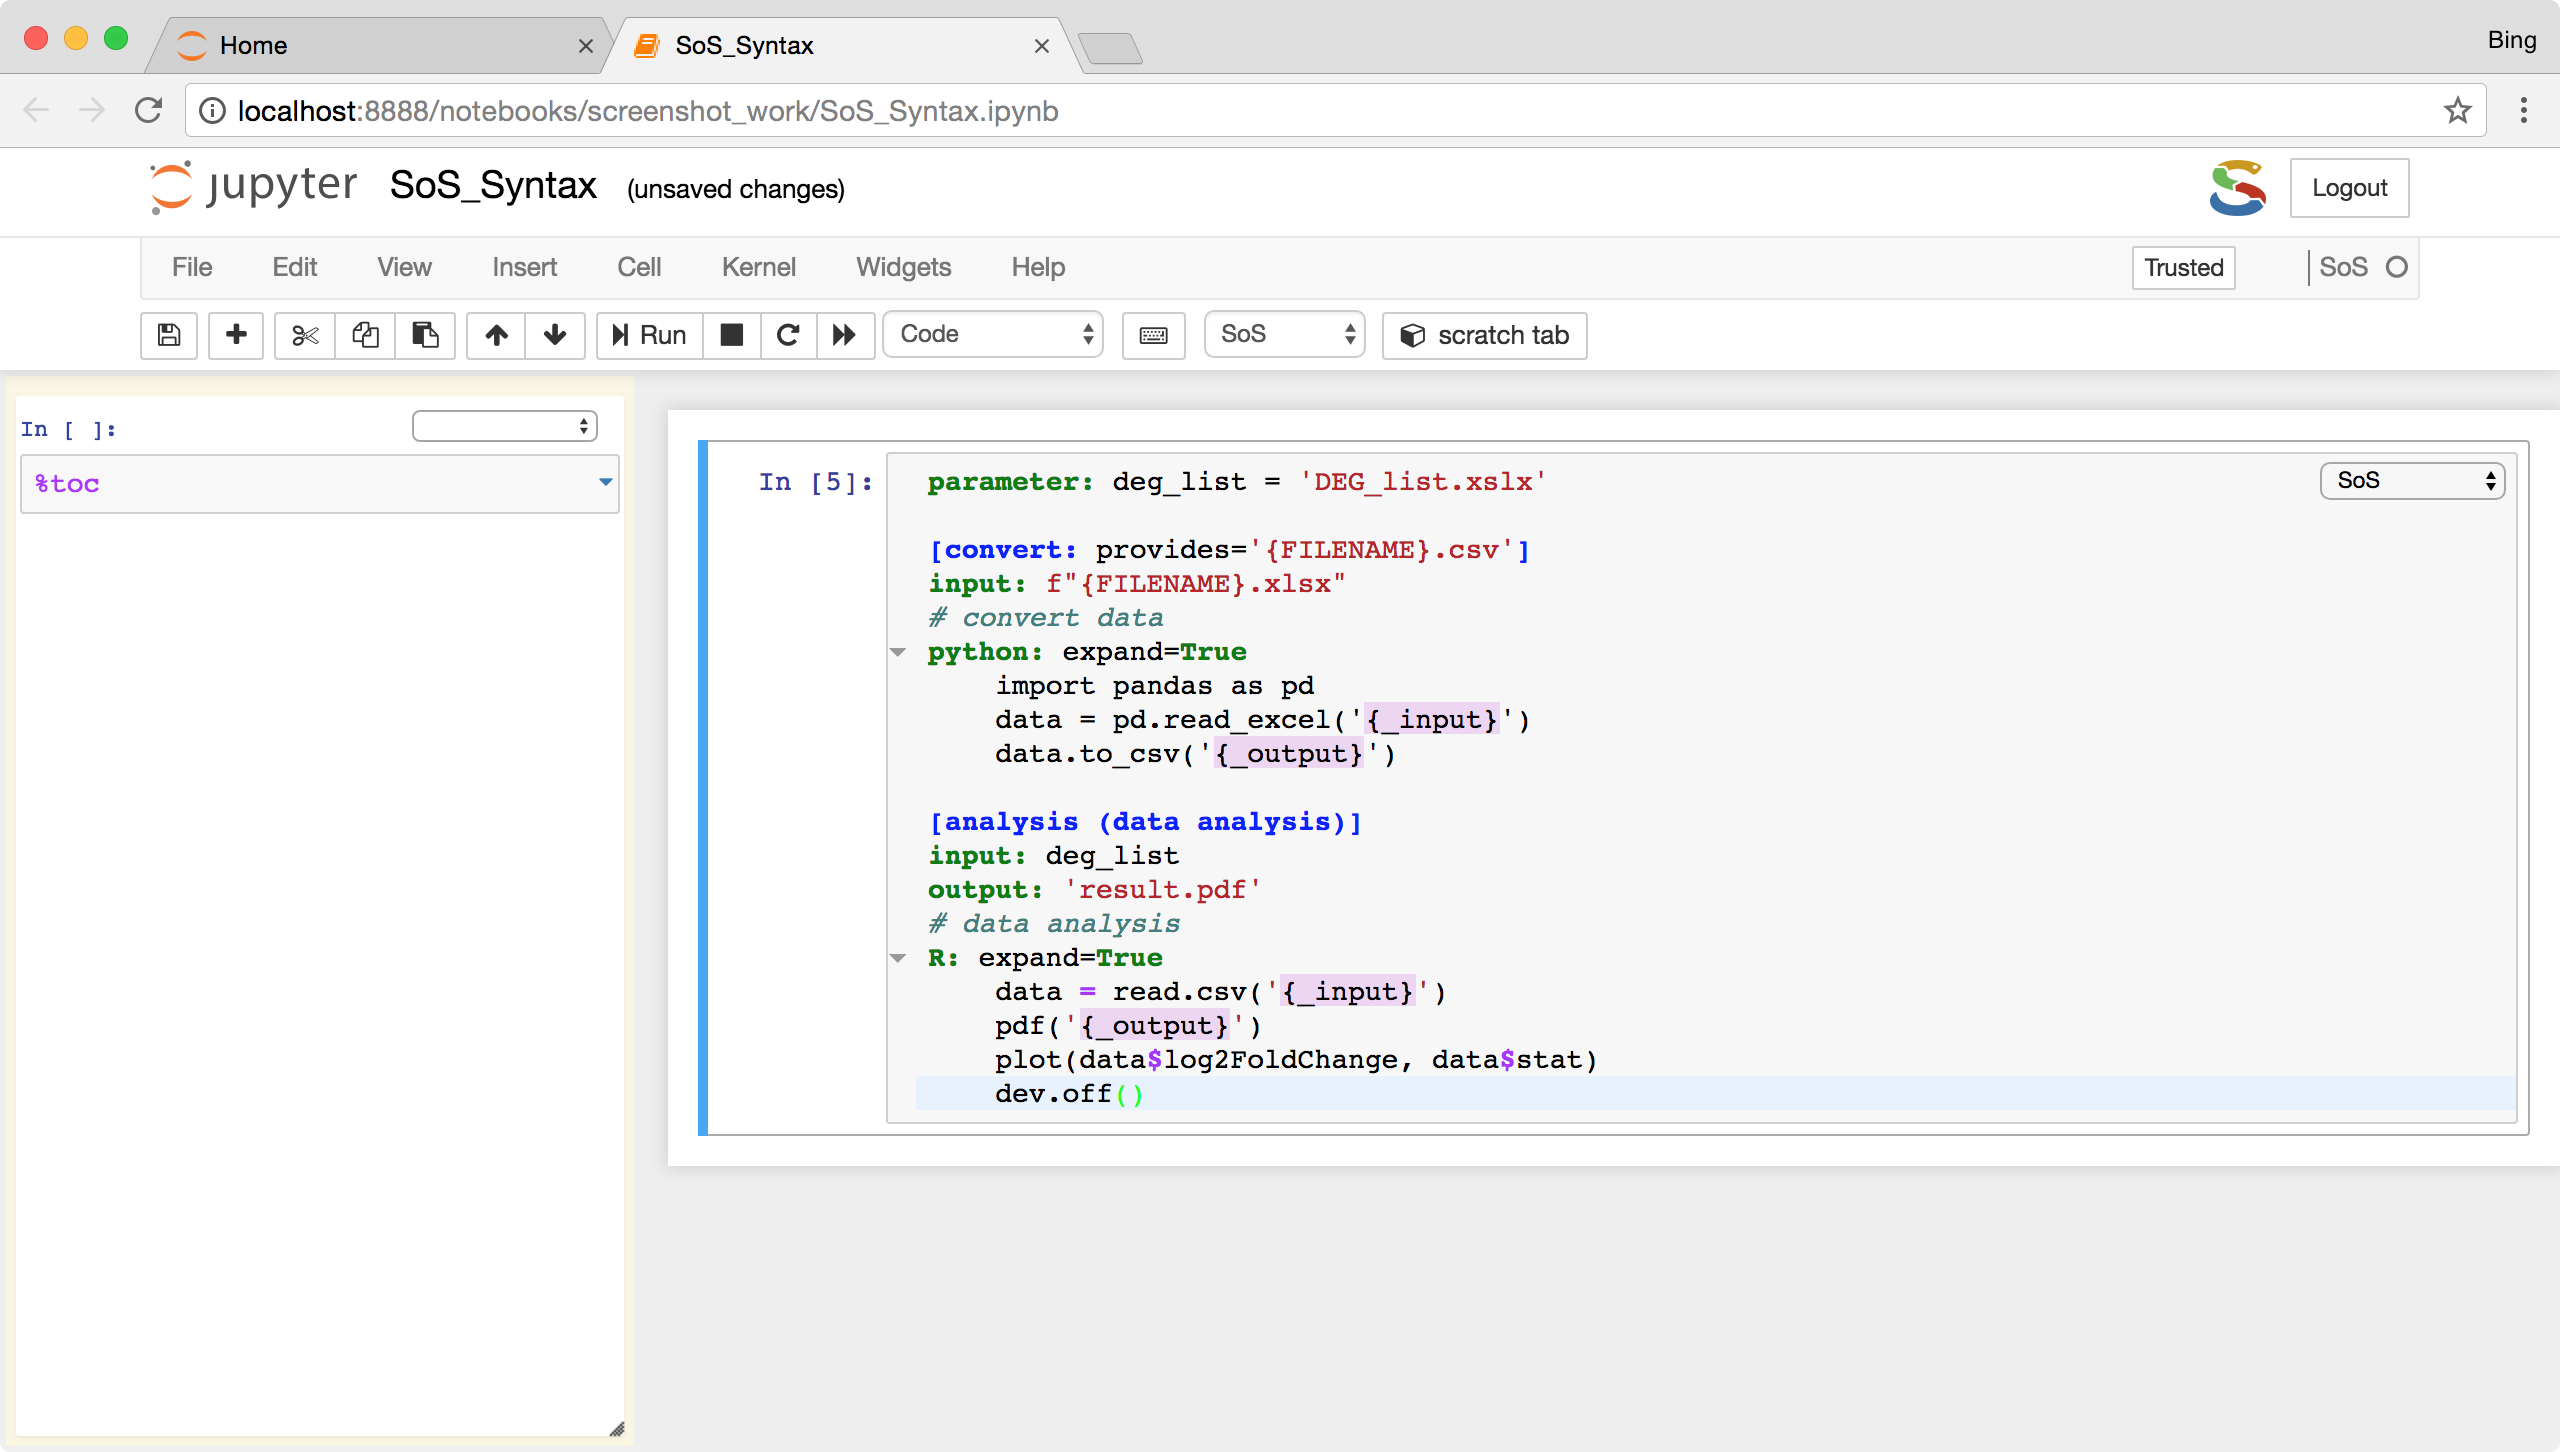 Home
SoS_Syntax
Bing
localhost:8888/notebooks/screenshot_work/SoS_Syntax.ipynb
jupyter SoS_Syntax (unsaved changes)
Logout
File Edit View Insert Cell Kernel Widgets Help
Trusted
SoS
Run
Code
SoS
scratch tab
In [ ]:
%toc
In [5]:
SoS
parameter: deg_list = 'DEG_list.xslx'
[convert: provides='{FILENAME}.csv']
input: f"{FILENAME}.xlsx"
# convert data
python: expand=True
import pandas as pd
data = pd.read_excel('{_input}')
data.to_csv('{_output}')
[analysis (data analysis)]
input: deg_list
output: 'result.pdf'
# data analysis
R: expand=True
data = read.csv('{_input}')
pdf('{_output}')
plot(data$log2FoldChange, data$stat)
dev.off()